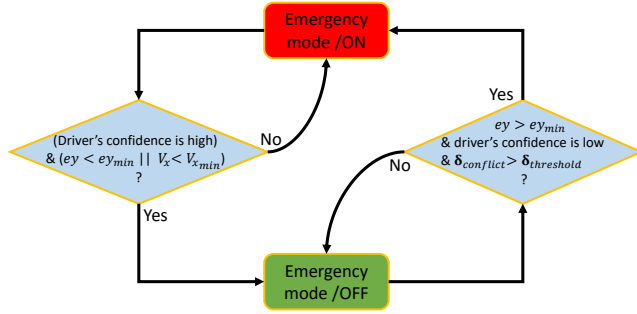 Emergency
mode /ON
(Driver's confidence is high)
& (ey < ey_min || V_x < V_x_min)
?
No
Yes
Yes
ey > ey_min
& driver's confidence is low
& δ_conflict > δ_threshold
?
No
Emergency
mode /OFF